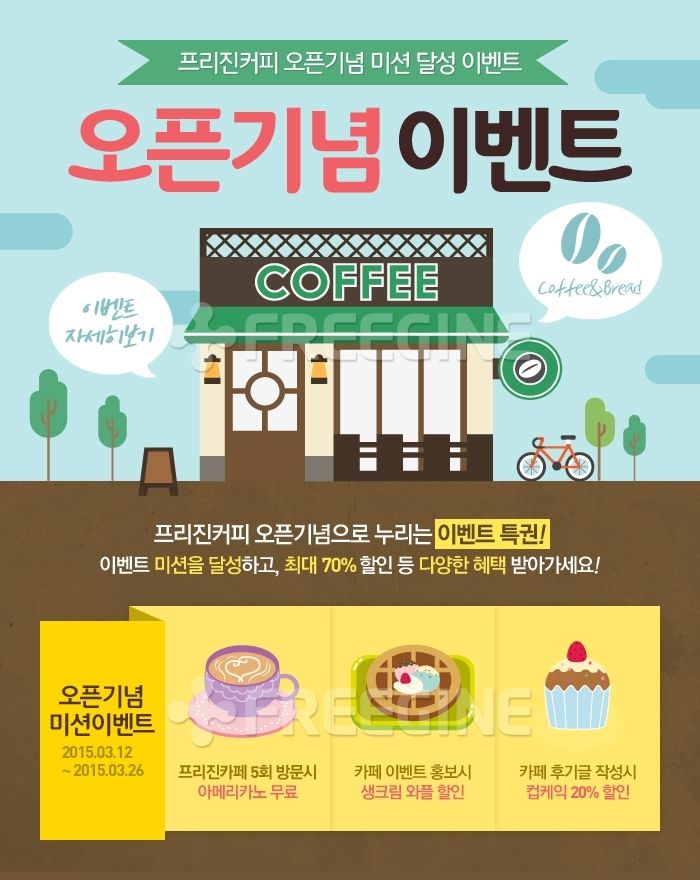 프리진커피 오픈기념 미션 달성 이벤트
오픈기념 이벤트
COFFEE
Coffee&Bread
이벤트
자세히보기
FREEGINE
프리진커피 오픈기념으로 누리는 이벤트 특권!
이벤트 미션을 달성하고, 최대 70% 할인 등 다양한 혜택 받아가세요!
오픈기념
미션이벤트
2015.03.12
~ 2015.03.26
FREEGINE
프리진카페 5회 방문시
아메리카노 무료
카페 이벤트 홍보시
생크림 와플 할인
카페 후기글 작성시
컵케익 20% 할인